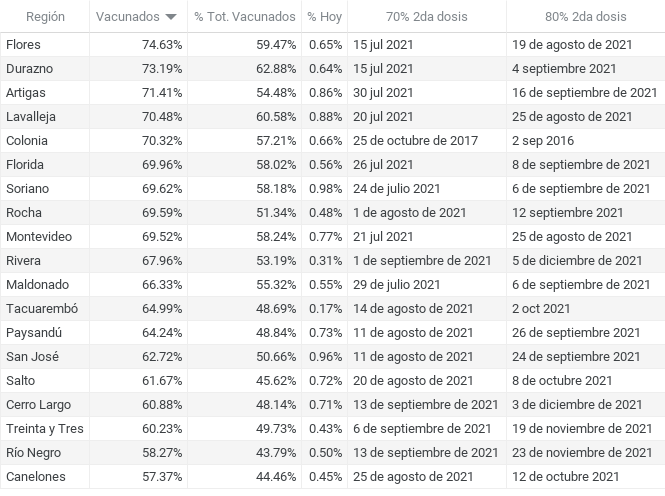 Región Vacunados % Tot. Vacunados % Hoy 70% 2da dosis 80% 2da dosis
Flores 74.63% 59.47% 0.65% 15 jul 2021 19 de agosto de 2021
Durazno 73.19% 62.88% 0.64% 15 jul 2021 4 septiembre 2021
Artigas 71.41% 54.48% 0.86% 30 jul 2021 16 de septiembre de 2021
Lavalleja 70.48% 60.58% 0.88% 20 jul 2021 25 de agosto de 2021
Colonia 70.32% 57.21% 0.66% 25 de octubre de 2017 2 sep 2016
Florida 69.96% 58.02% 0.56% 26 jul 2021 8 de septiembre de 2021
Soriano 69.62% 58.18% 0.98% 24 de julio 2021 6 de septiembre de 2021
Rocha 69.59% 51.34% 0.48% 1 de agosto de 2021 12 septiembre 2021
Montevideo 69.52% 58.24% 0.77% 21 jul 2021 25 de agosto de 2021
Rivera 67.96% 53.19% 0.31% 1 de septiembre de 2021 5 de diciembre de 2021
Maldonado 66.33% 55.32% 0.55% 29 de julio 2021 6 de septiembre de 2021
Tacuarembó 64.99% 48.69% 0.17% 14 de agosto de 2021 2 oct 2021
Paysandú 64.24% 48.84% 0.73% 11 de agosto de 2021 26 de septiembre de 2021
San José 62.72% 50.66% 0.96% 11 de agosto de 2021 24 de septiembre de 2021
Salto 61.67% 45.62% 0.72% 20 de agosto de 2021 8 de octubre de 2021
Cerro Largo 60.88% 48.14% 0.71% 13 de septiembre de 2021 3 de diciembre de 2021
Treinta y Tres 60.23% 49.73% 0.43% 6 de septiembre de 2021 19 de noviembre de 2021
Río Negro 58.27% 43.79% 0.50% 13 de septiembre de 2021 23 de noviembre de 2021
Canelones 57.37% 44.46% 0.45% 25 de agosto de 2021 12 de octubre de 2021